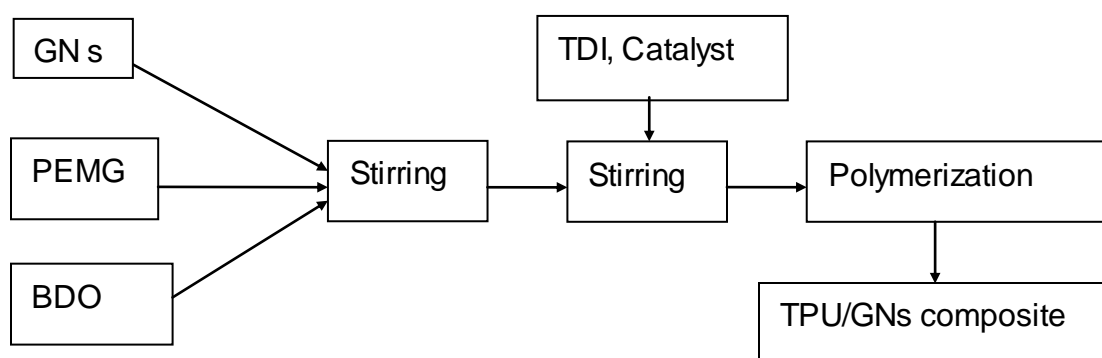 GN s
TDI, Catalyst
PEMG
Stirring
Stirring
Polymerization
BDO
TPU/GNs composite